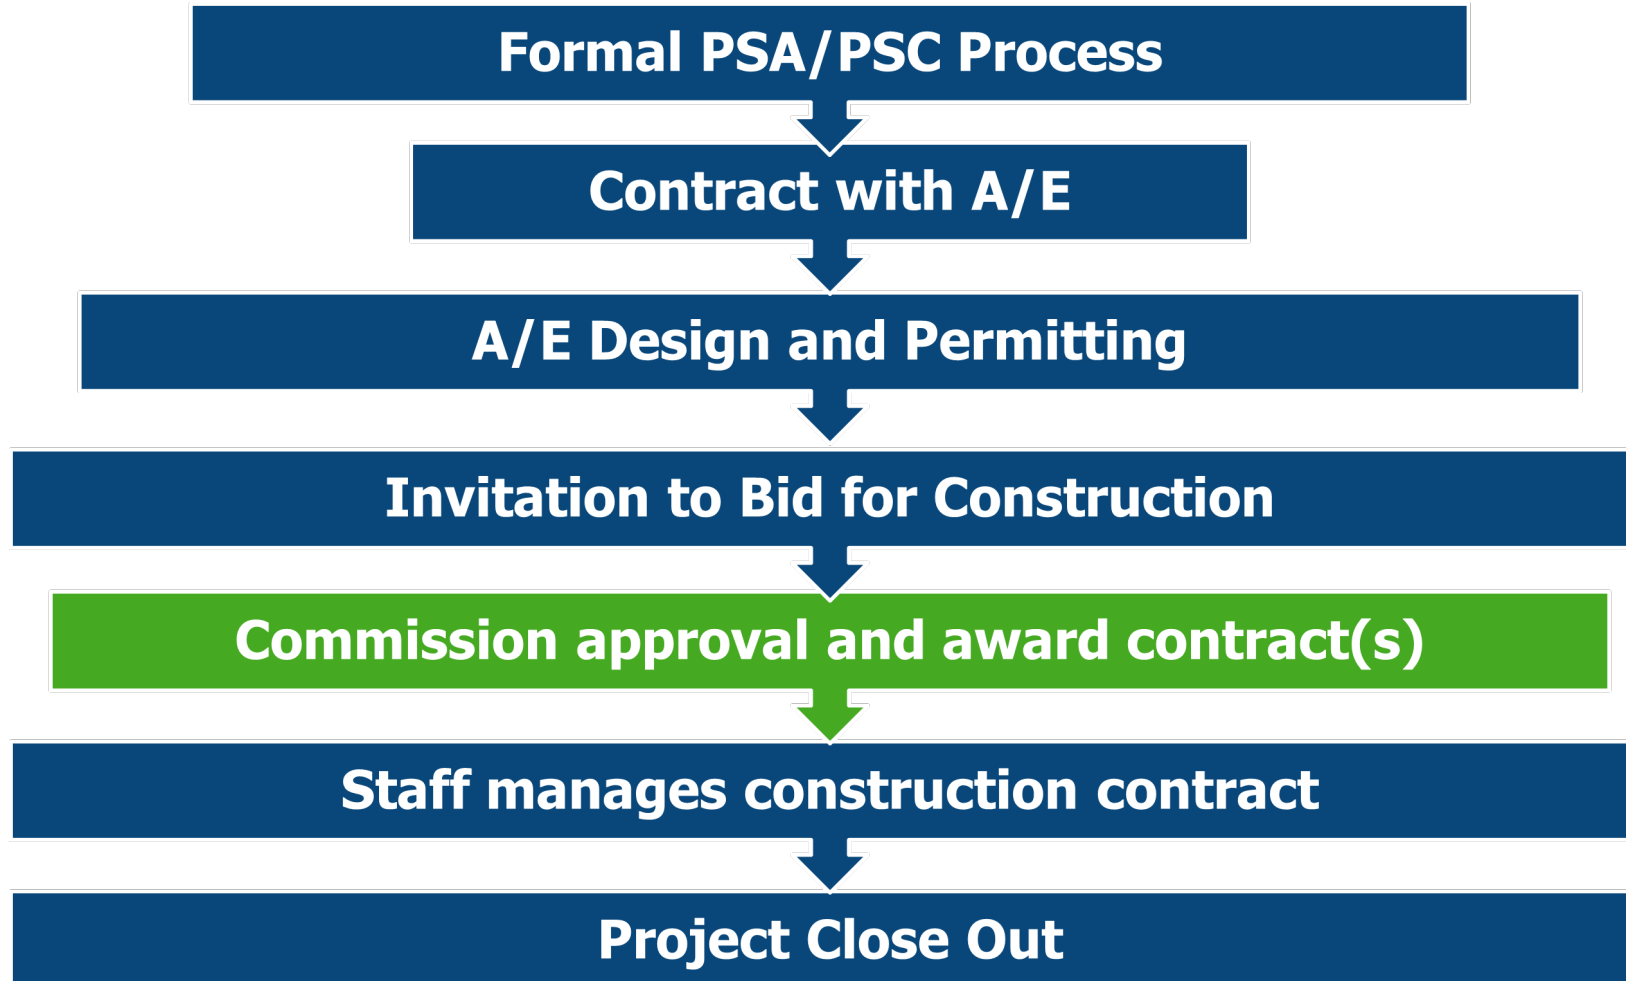 Formal PSA/PSC Process
Contract with A/E
A/E Design and Permitting
Invitation to Bid for Construction
Commission approval and award contract(s)
Staff manages construction contract
Project Close Out